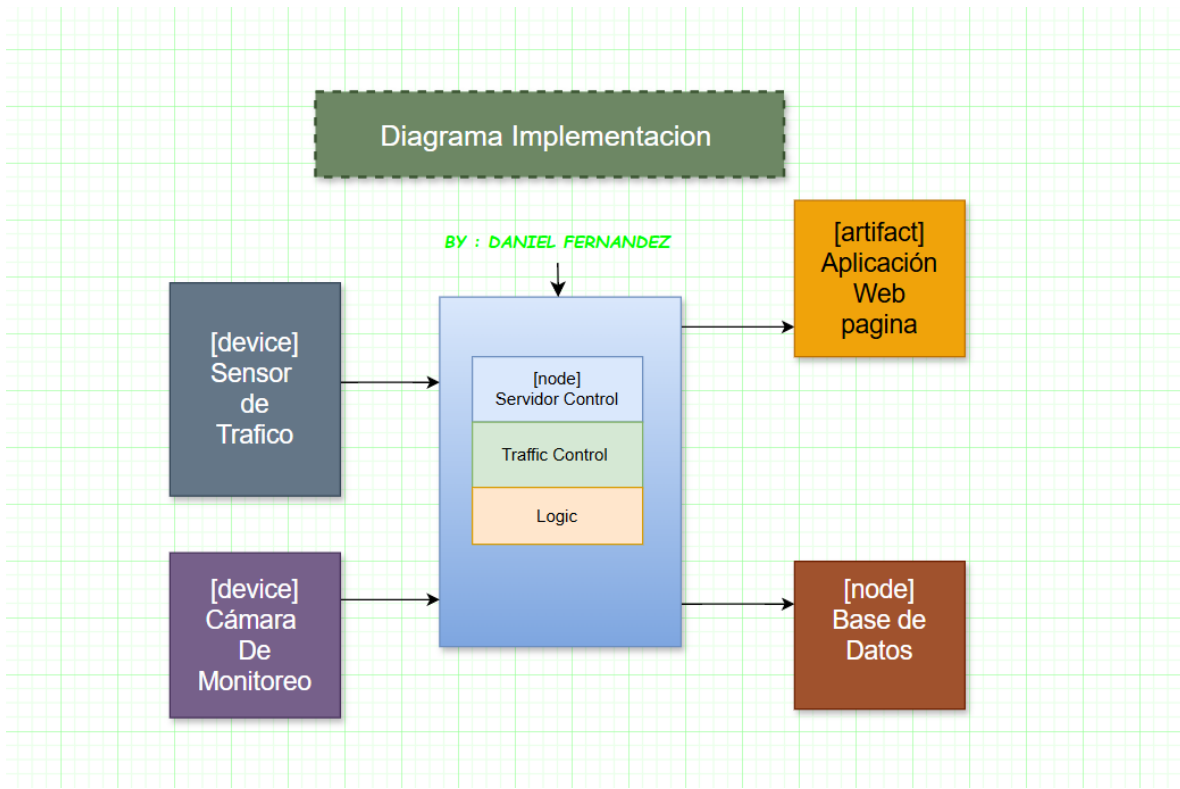 Diagrama Implementacion
BY : DANIEL FERNANDEZ
[device]
Sensor
de
Trafico
[device]
Cámara
De
Monitoreo
[node]
Servidor Control
Traffic Control
Logic
[artifact]
Aplicación
Web
pagina
[node]
Base de
Datos